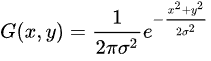 G(x, y) = \frac{1}{2\pi\sigma^2} e^{-\frac{x^2+y^2}{2\sigma^2}}